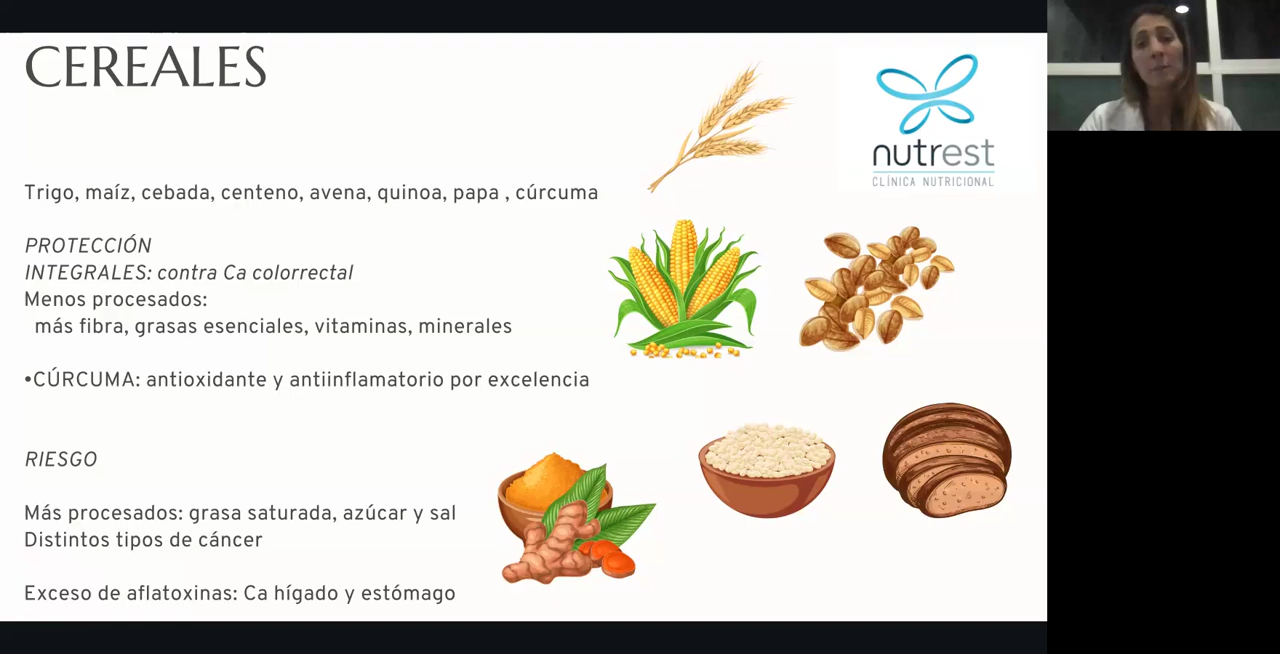 CEREALES
nutrest
CLÍNICA NUTRICIONAL
Trigo, maíz, cebada, centeno, avena, quinoa, papa , cúrcuma
PROTECCIÓN
INTEGRALES: contra Ca colorrectal
Menos procesados:
más fibra, grasas esenciales, vitaminas, minerales
•CÚRCUMA: antioxidante y antiinflamatorio por excelencia
RIESGO
Más procesados: grasa saturada, azúcar y sal
Distintos tipos de cáncer
Exceso de aflatoxinas: Ca hígado y estómago